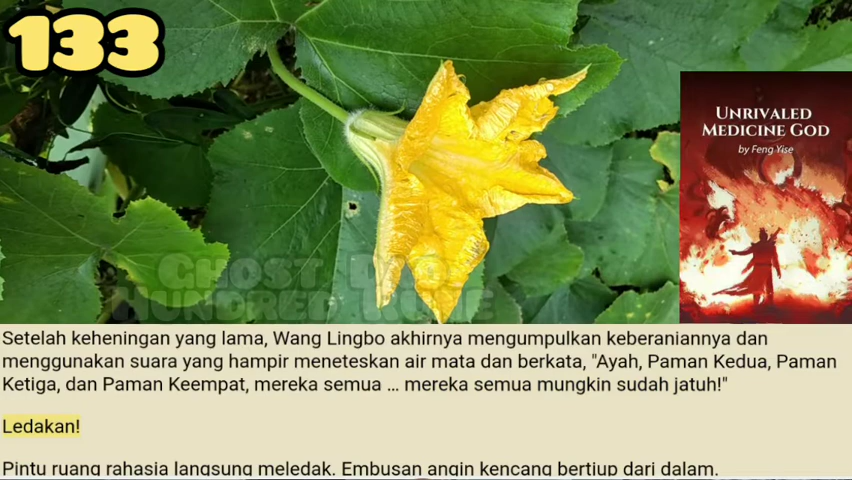 133
UNRIVALED
MEDICINE GOD
by Feng Yise
Setelah keheningan yang lama, Wang Lingbo akhirnya mengumpulkan keberaniannya dan
menggunakan suara yang hampir meneteskan air mata dan berkata, "Ayah, Paman Kedua, Paman
Ketiga, dan Paman Keempat, mereka semua ... mereka semua mungkin sudah jatuh!"
Ledakan!
Pintu ruang rahasia langsung meledak. Embusan angin kencang bertiup dari dalam.